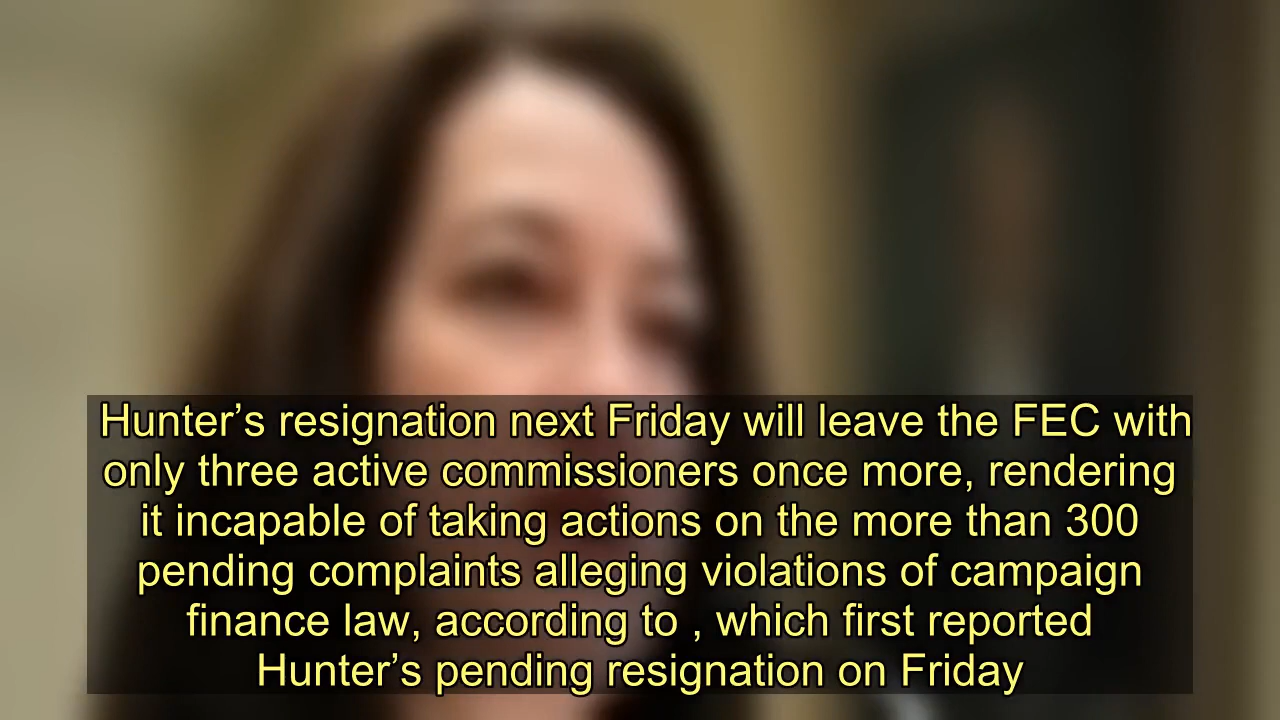 Hunter’s resignation next Friday will leave the FEC with
only three active commissioners once more, rendering
it incapable of taking actions on the more than 300
pending complaints alleging violations of campaign
finance law, according to , which first reported
Hunter’s pending resignation on Friday